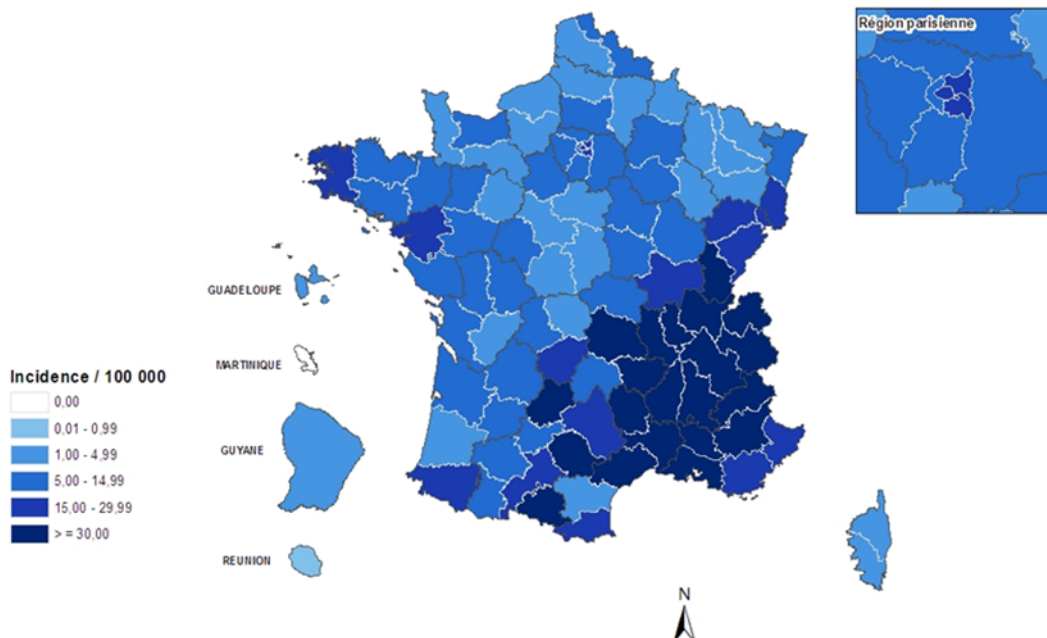 Région parisienne
GUADELOUPE
MARTINIQUE
Incidence / 100 000
0,00
0,01 - 0,99
1,00 - 4,99
5,00 - 14,99
15,00 - 29,99
> = 30,00
GUYANE
REUNION
N